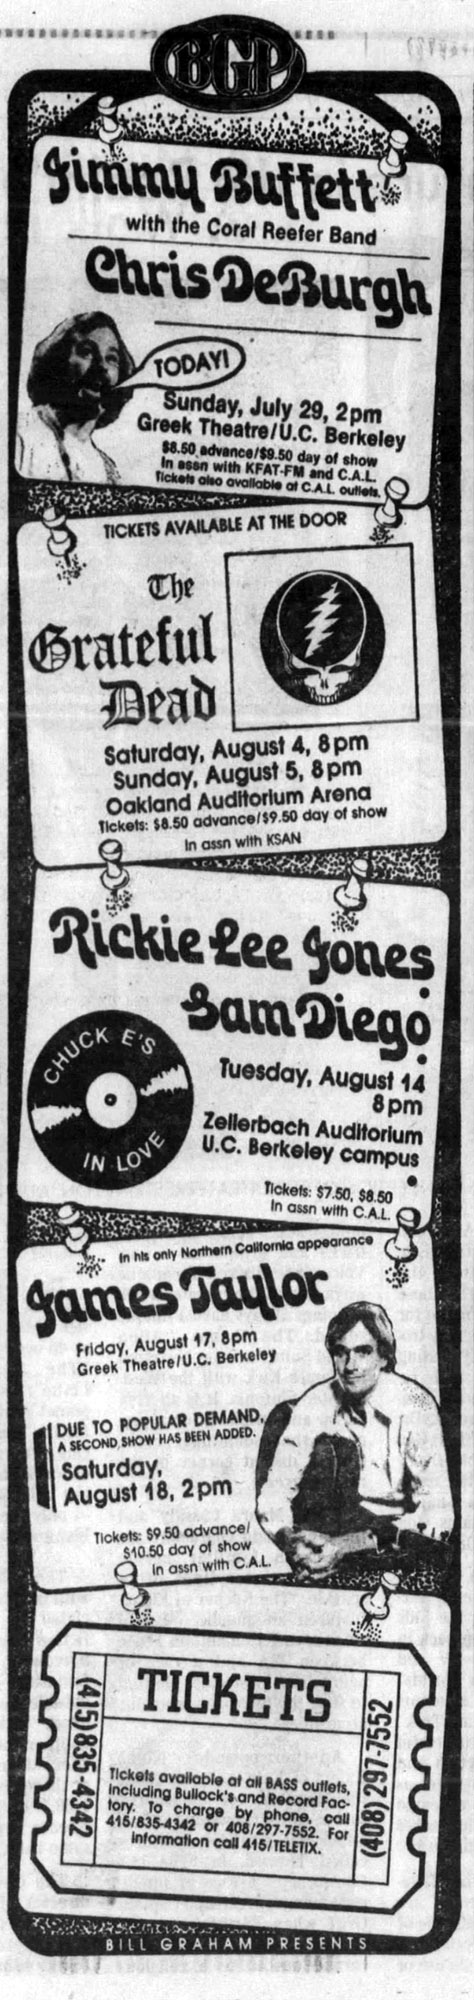 BGP
Jimmy Buffett
with the Coral Reefer Band
Chris DeBurgh
TODAY!
Sunday, July 29, 2pm
Greek Theatre/U.C. Berkeley
$8.50 advance/$9.50 day of show
In assn with KFAT-FM and C.A.L.
Tickets also available at C.A.L. outlets.
TICKETS AVAILABLE AT THE DOOR
The
Grateful
Dead
Saturday, August 4, 8pm
Sunday, August 5, 8pm
Oakland Auditorium Arena
Tickets: $8.50 advance/$9.50 day of show
In assn with KSAN
Rickie Lee Jones
Sam Diego
CHUCK E'S
IN LOVE
Tuesday, August 14
8pm
Zellerbach Auditorium
U.C. Berkeley campus
Tickets: $7.50, $8.50
In assn with C.A.L.
In his only Northern California appearance
James Taylor
Friday, August 17, 8pm
Greek Theatre/U.C. Berkeley
DUE TO POPULAR DEMAND,
A SECOND SHOW HAS BEEN ADDED.
Saturday,
August 18, 2pm
Tickets: $9.50 advance/
$10.50 day of show
In assn with C.A.L.
TICKETS
(415)835-4342
Tickets available at all BASS outlets,
including Bullock's and Record Fac-
tory. To charge by phone, call
415/835-4342 or 408/297-7552. For
information call 415/TELETIX.
(408)297-7552
BILL GRAHAM PRESENTS